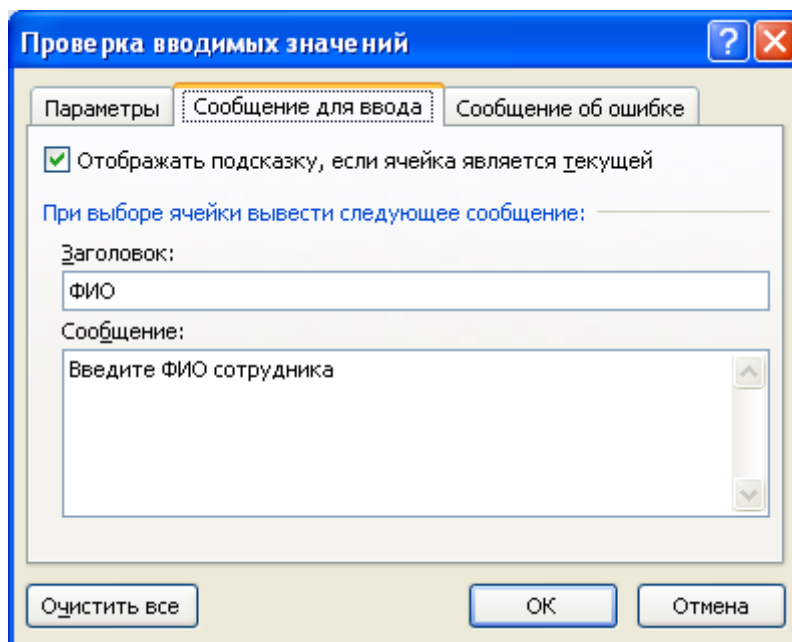 Проверка вводимых значений
?
Параметры Сообщение для ввода Сообщение об ошибке
Отображать подсказку, если ячейка является текущей
При выборе ячейки вывести следующее сообщение:
Заголовок:
ФИО
Сообщение:
Введите ФИО сотрудника
Очистить все ОК Отмена